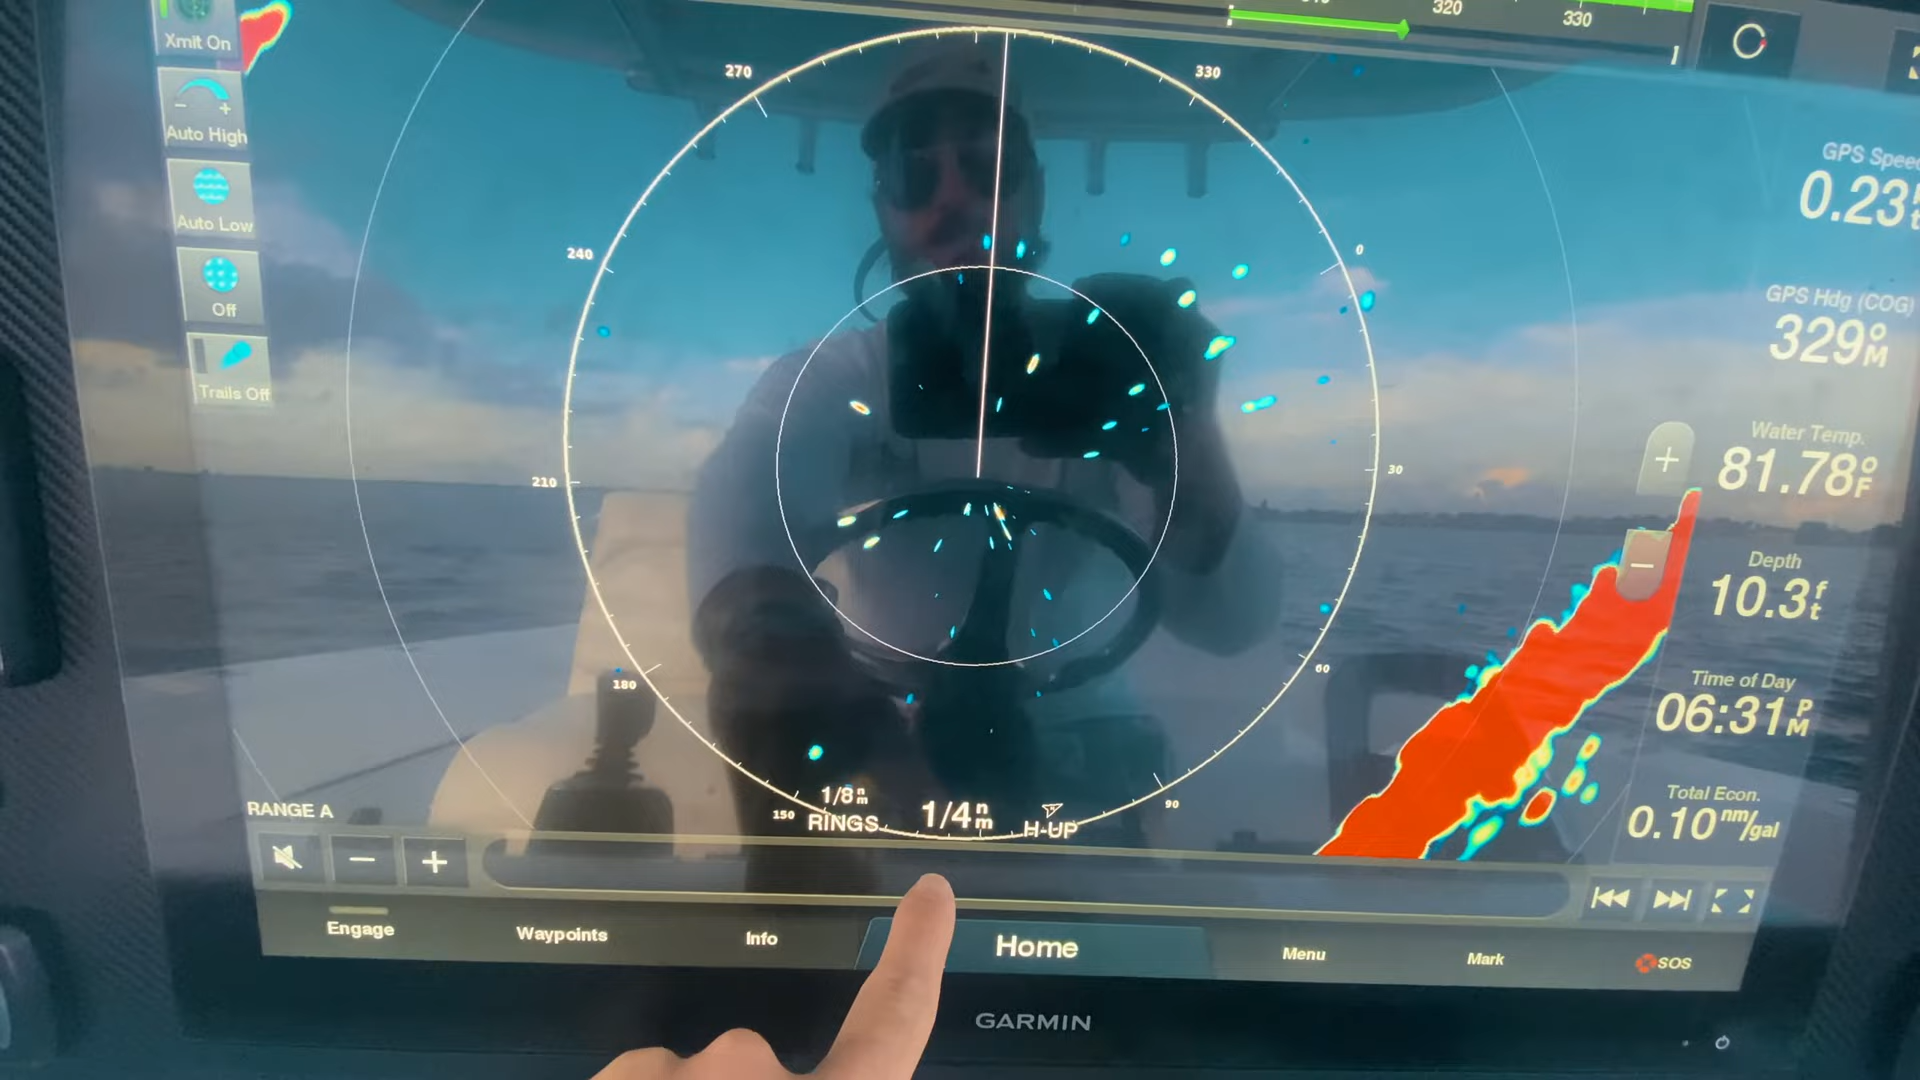 Xmit On
Auto High
Auto Low
Off
Trails Off
320
330
270
330
240
0
210
30
180
60
150
90
1/8 nm
RINGS
1/4 nm
H-UP
GPS Speed
0.23
GPS Hdg (COG)
329°M
Water Temp.
81.78°F
Depth
10.3ft
Time of Day
06:31PM
Total Econ.
0.10 nm/gal
+
−
RANGE A
−
+
Engage
Waypoints
Info
Home
Menu
Mark
SOS
GARMIN